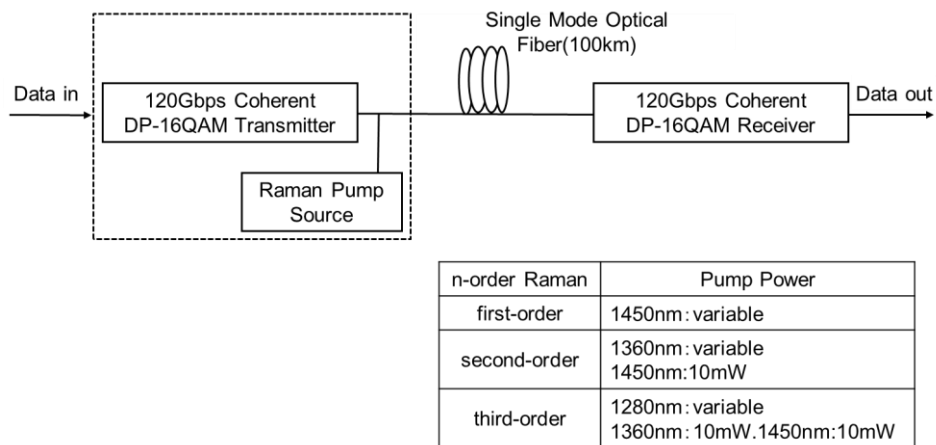 Single Mode Optical
Fiber(100km)
Data in
120Gbps Coherent
DP-16QAM Transmitter
120Gbps Coherent
DP-16QAM Receiver
Data out
Raman Pump
Source
n-order Raman
Pump Power
first-order
1450nm:variable
second-order
1360nm:variable
1450nm:10mW
third-order
1280nm:variable
1360nm:10mW.1450nm:10mW